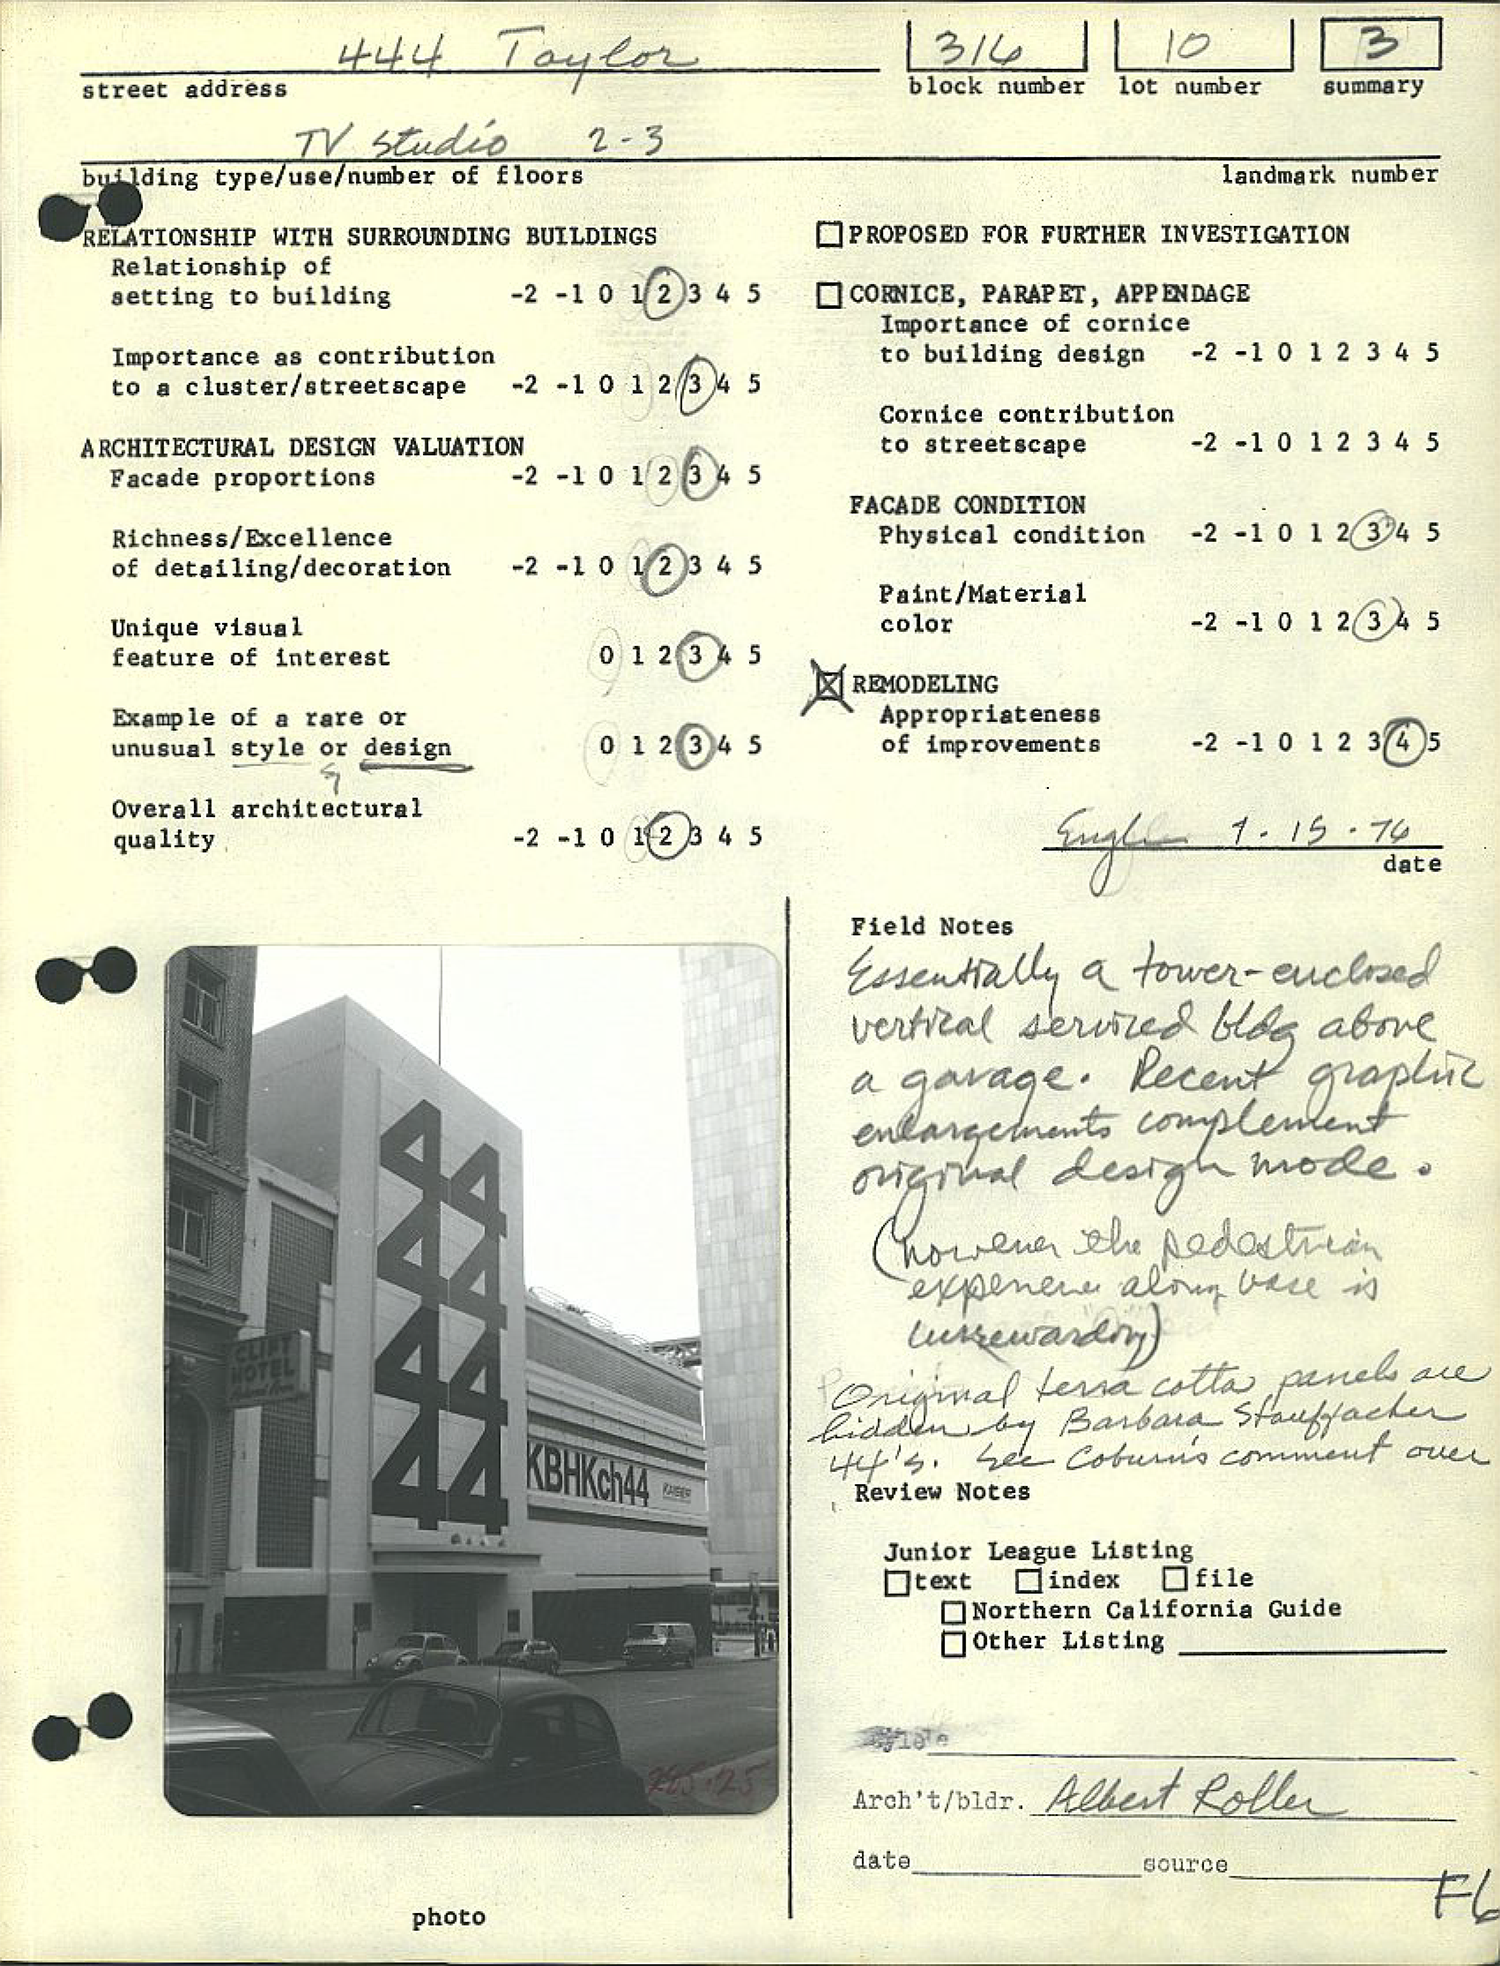 444 Taylor
316
10
3
street address
block number lot number summary
TV Studio 2-3
building type/use/number of floors
landmark number
RELATIONSHIP WITH SURROUNDING BUILDINGS
Relationship of
setting to building -2 -1 0 1 2 3 4 5
Importance as contribution
to a cluster/streetscape -2 -1 0 1 2 3 4 5
ARCHITECTURAL DESIGN VALUATION
Facade proportions -2 -1 0 1 2 3 4 5
Richness/Excellence
of detailing/decoration -2 -1 0 1 2 3 4 5
Unique visual
feature of interest 0 1 2 3 4 5
Example of a rare or
unusual style or design 0 1 2 3 4 5
Overall architectural
quality -2 -1 0 1 2 3 4 5
PROPOSED FOR FURTHER INVESTIGATION
CORNICE, PARAPET, APPENDAGE
Importance of cornice
to building design -2 -1 0 1 2 3 4 5
Cornice contribution
to streetscape -2 -1 0 1 2 3 4 5
FACADE CONDITION
Physical condition -2 -1 0 1 2 3 4 5
Paint/Material
color -2 -1 0 1 2 3 4 5
REMODELING
Appropriateness
of improvements -2 -1 0 1 2 3 4 5
15 · 76
date
44
44
44
44
CLIFT
HOTEL
KBHKch44 KAISER
285·25
photo
Field Notes
Essentially a tower-enclosed
vertical serviced bldg above
a garage. Recent graphic
enlargements complement
original design mode.
(however the pedestrian
experience along base is
unrewarding)
Original terra cotta panels are
hidden by Barbara Stauffacher
44's. See Coburn's comment over
Review Notes
Junior League Listing
text index file
Northern California Guide
Other Listing
Style
Arch't/bldr. Albert Roller
date source
F6